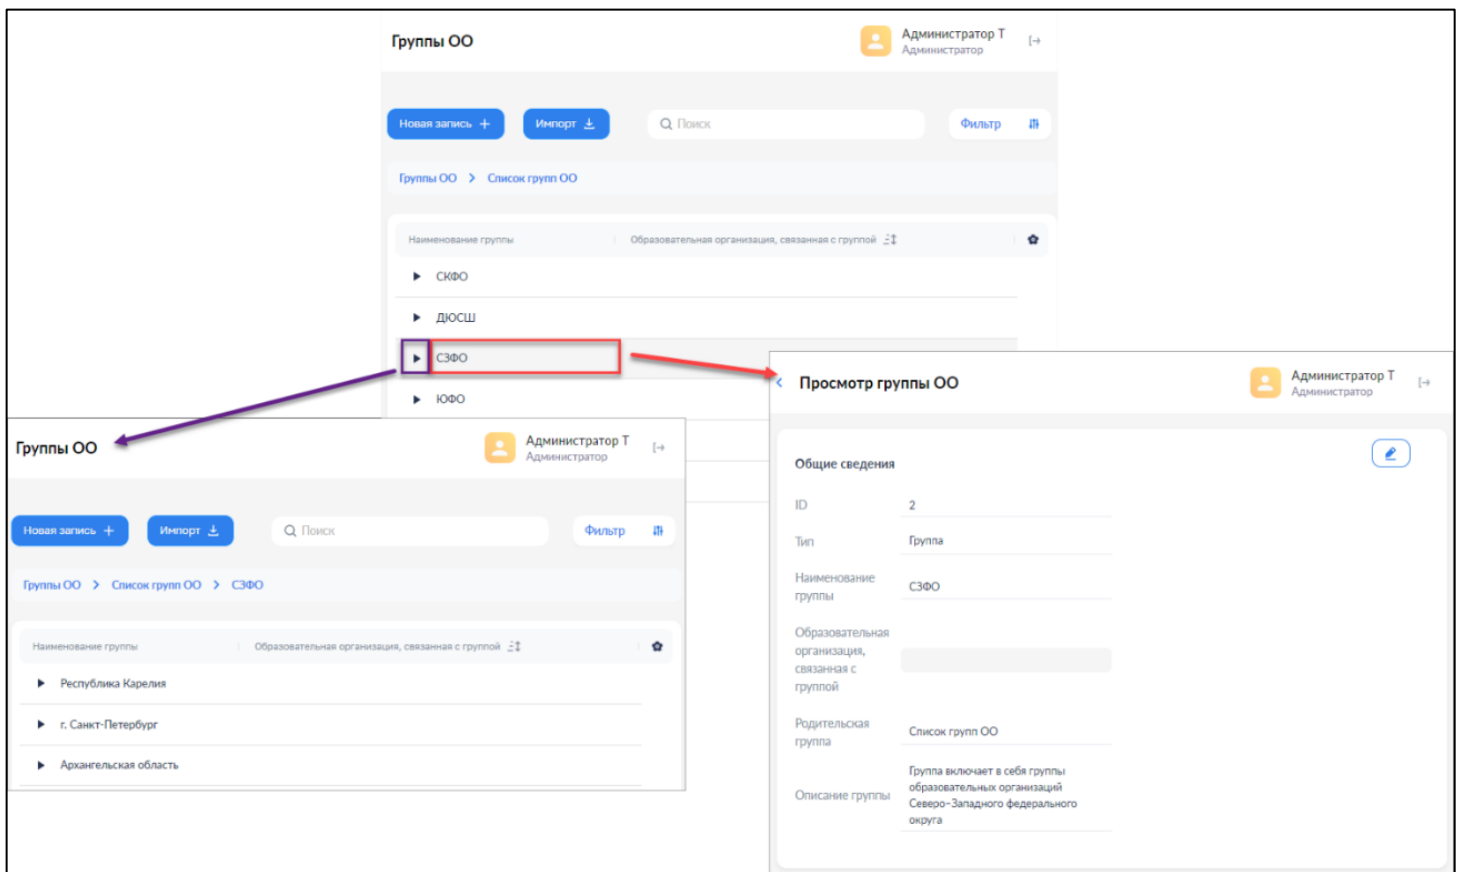 Группы ОО
Администратор Т
Администратор
Новая запись +
Импорт
Поиск
Фильтр
Группы ОО > Список групп ОО
Наименование группы
Образовательная организация, связанная с группой
СКФО
ДЮСШ
СЗФО
ЮФО
Группы ОО
Администратор Т
Администратор
Новая запись +
Импорт
Поиск
Фильтр
Группы ОО > Список групп ОО > СЗФО
Наименование группы
Образовательная организация, связанная с группой
Республика Карелия
г. Санкт-Петербург
Архангельская область
Просмотр группы ОО
Администратор Т
Администратор
Общие сведения
ID
2
Тип
Группа
Наименование
группы
СЗФО
Образовательная
организация,
связанная с
группой
Родительская
группа
Список групп ОО
Описание группы
Группа включает в себя группы
образовательных организаций
Северо-Западного федерального
округа